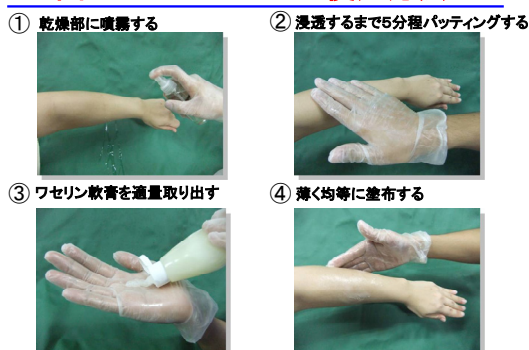 ① 乾燥部に噴霧する
② 浸透するまで5分程パッティングする
③ ワセリン軟膏を適量取り出す
④ 薄く均等に塗布する